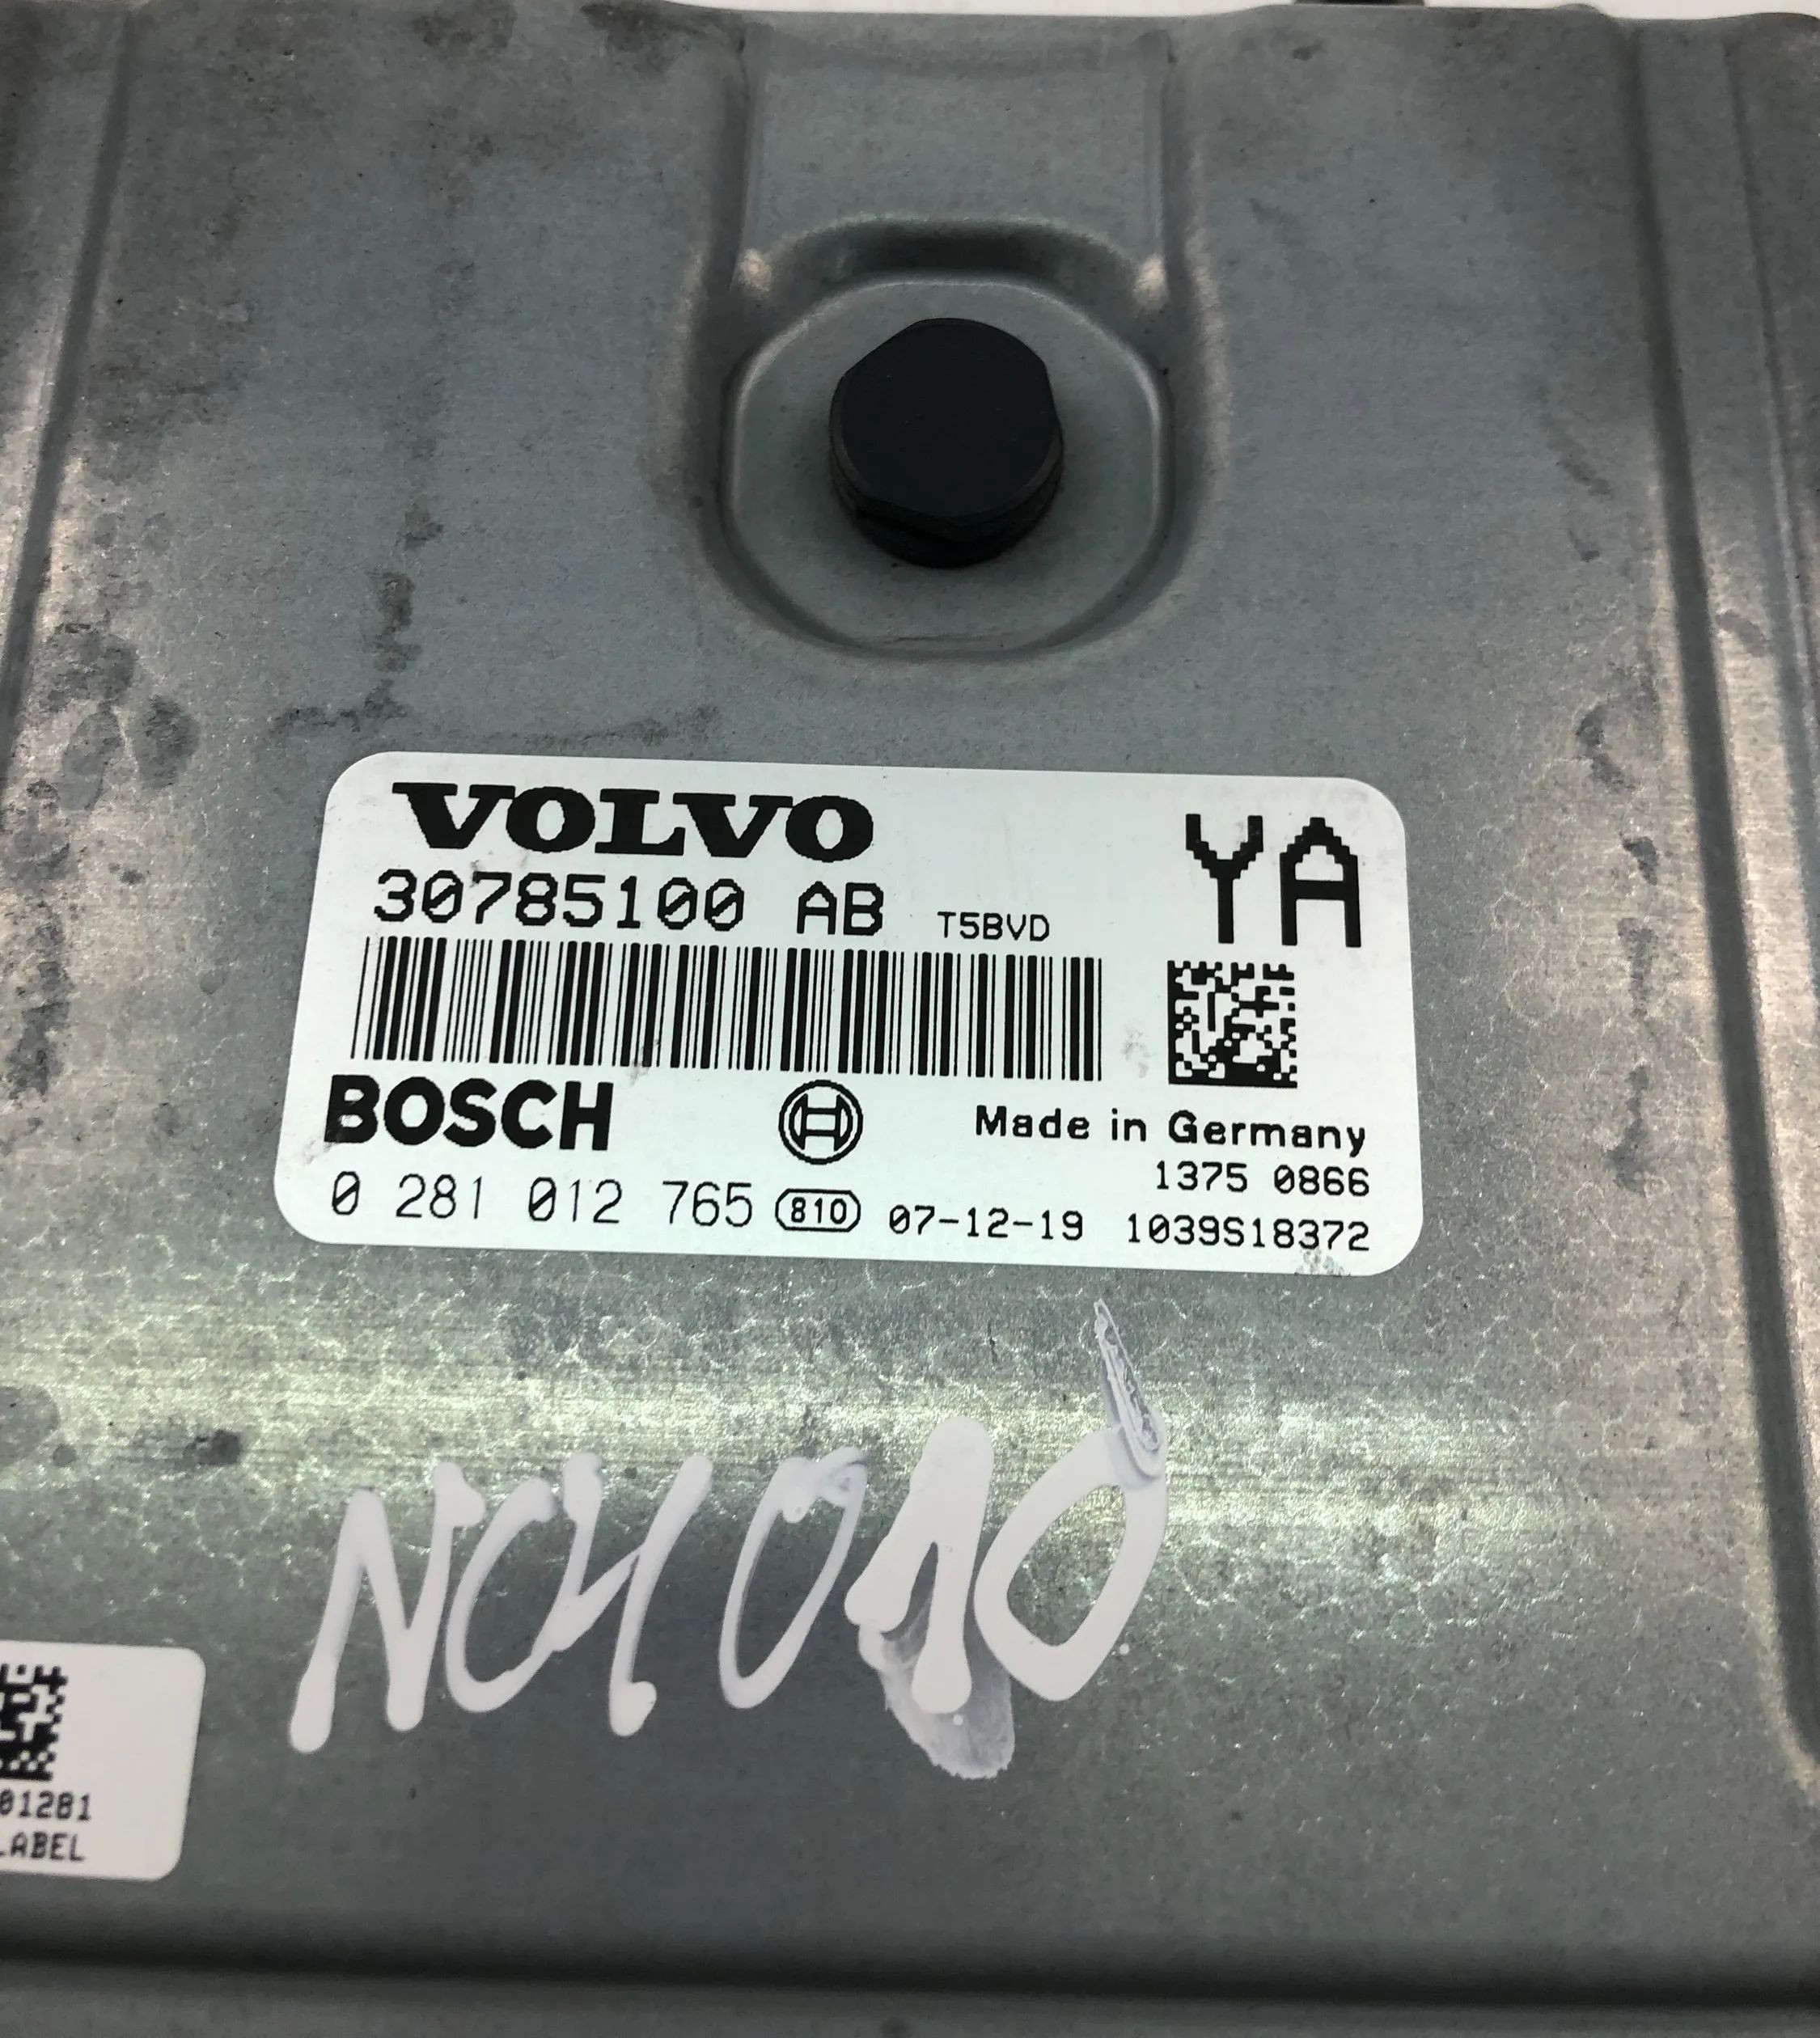 VOLVO YA
30785100 AB T5BVD
BOSCH Made in Germany
1375 0866
0 281 012 765 810 07-12-19 1039S18372
NC4010
01281
LABEL